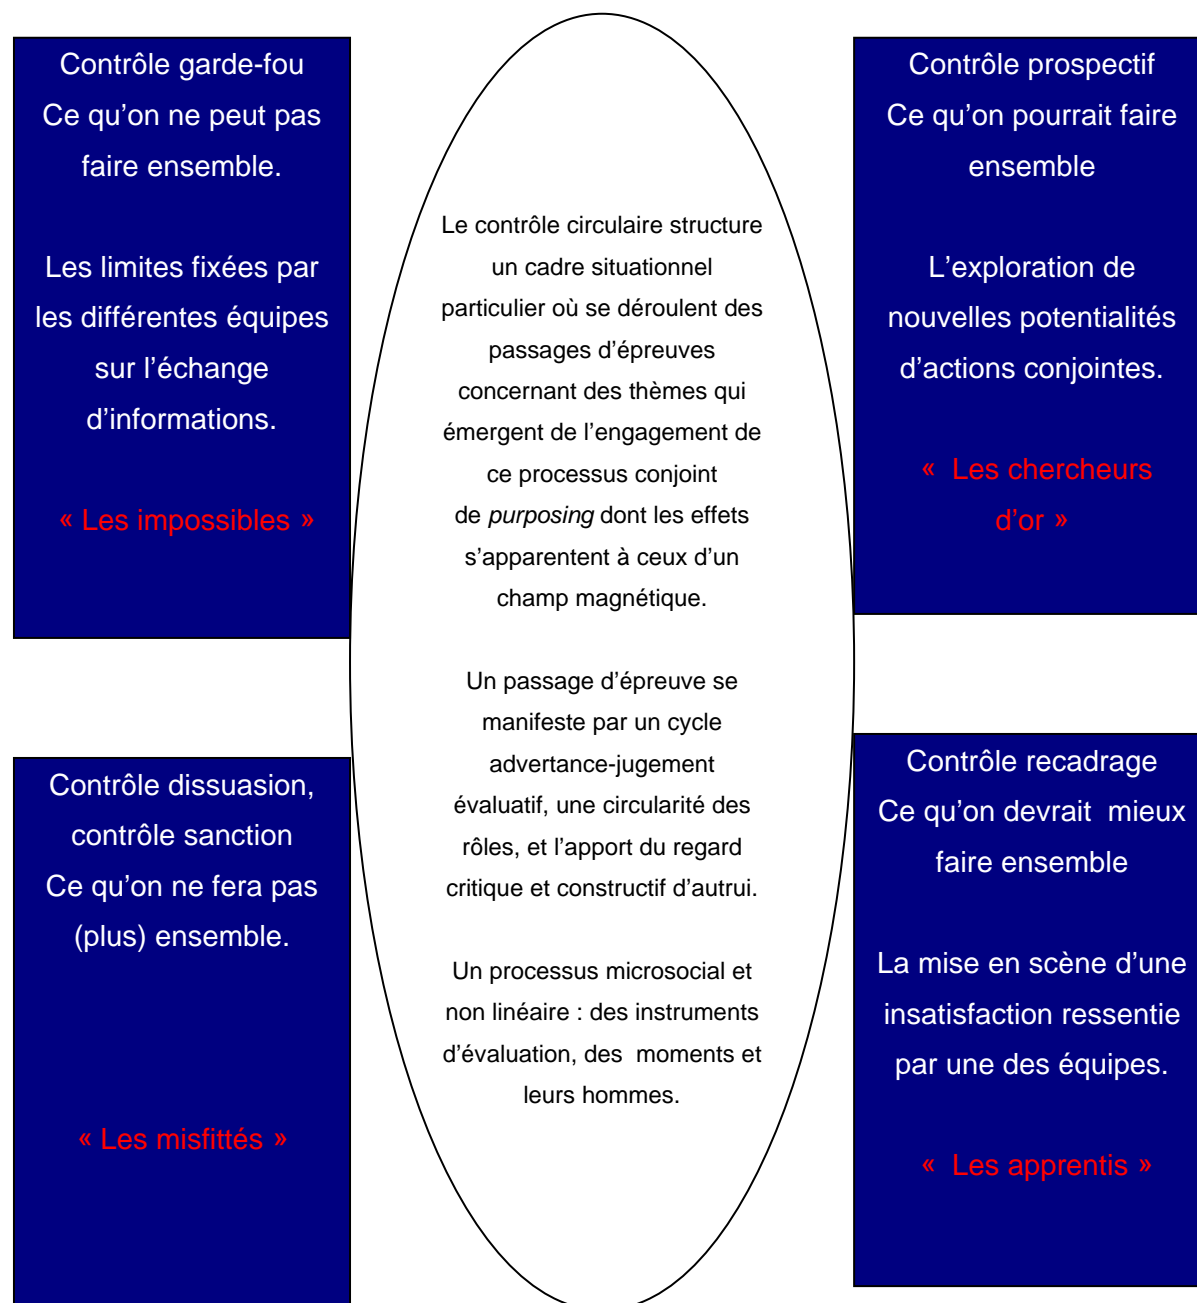 Contrôle garde-fou
Ce qu’on ne peut pas
faire ensemble.
Les limites fixées par
les différentes équipes
sur l’échange
d’informations.
« Les impossibles »
Contrôle dissuasion,
contrôle sanction
Ce qu’on ne fera pas
(plus) ensemble.
« Les misfittés »
Le contrôle circulaire structure
un cadre situationnel
particulier où se déroulent des
passages d’épreuves
concernant des thèmes qui
émergent de l’engagement de
ce processus conjoint
de purposing dont les effets
s’apparentent à ceux d’un
champ magnétique.
Un passage d’épreuve se
manifeste par un cycle
advertance-jugement
évaluatif, une circularité des
rôles, et l’apport du regard
critique et constructif d’autrui.
Un processus microsocial et
non linéaire : des instruments
d’évaluation, des moments et
leurs hommes.
Contrôle prospectif
Ce qu’on pourrait faire
ensemble
L’exploration de
nouvelles potentialités
d’actions conjointes.
« Les chercheurs
d’or »
Contrôle recadrage
Ce qu’on devrait mieux
faire ensemble
La mise en scène d’une
insatisfaction ressentie
par une des équipes.
« Les apprentis »